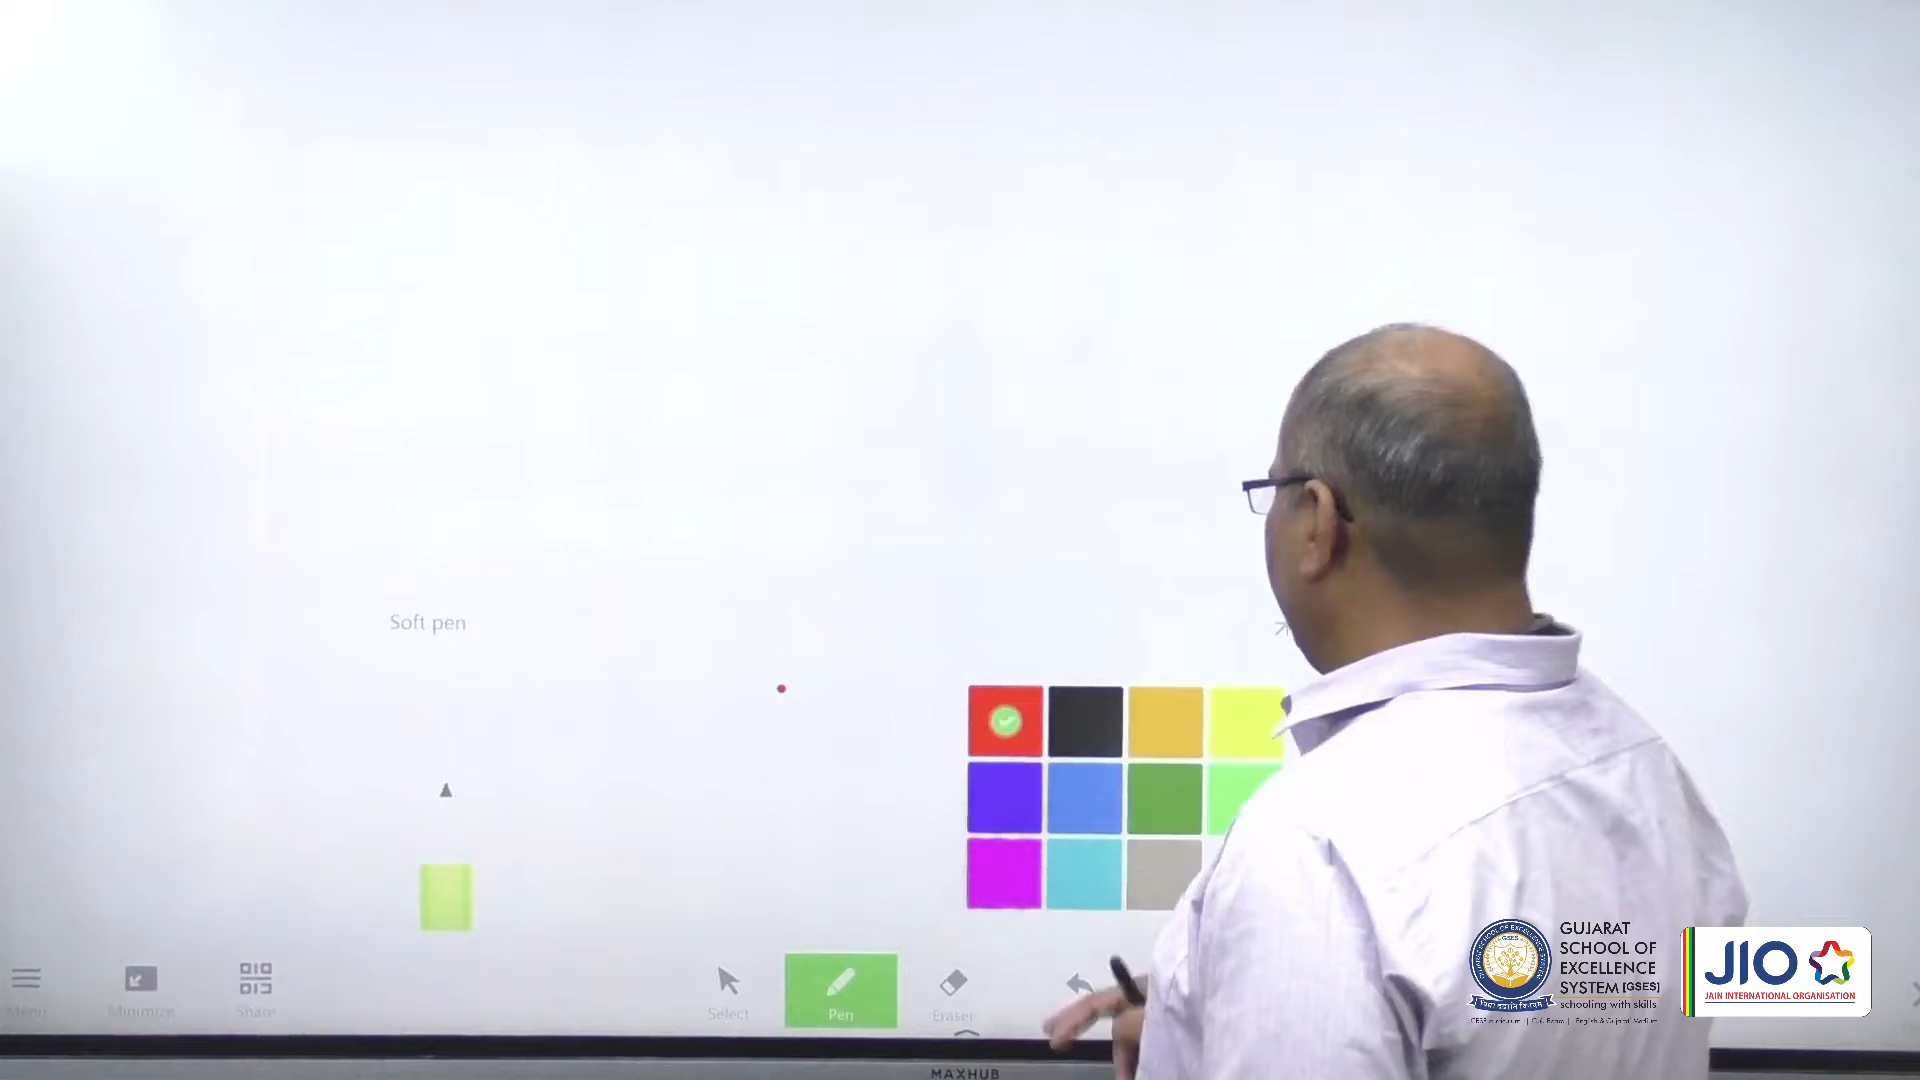 Soft pen
Menu
Minimize
Share
Select
Pen
Eraser
MAXHUB
GSES
GUJARAT
SCHOOL OF
EXCELLENCE
SYSTEM [GSES]
schooling with skills
JIO
JAIN INTERNATIONAL ORGANISATION